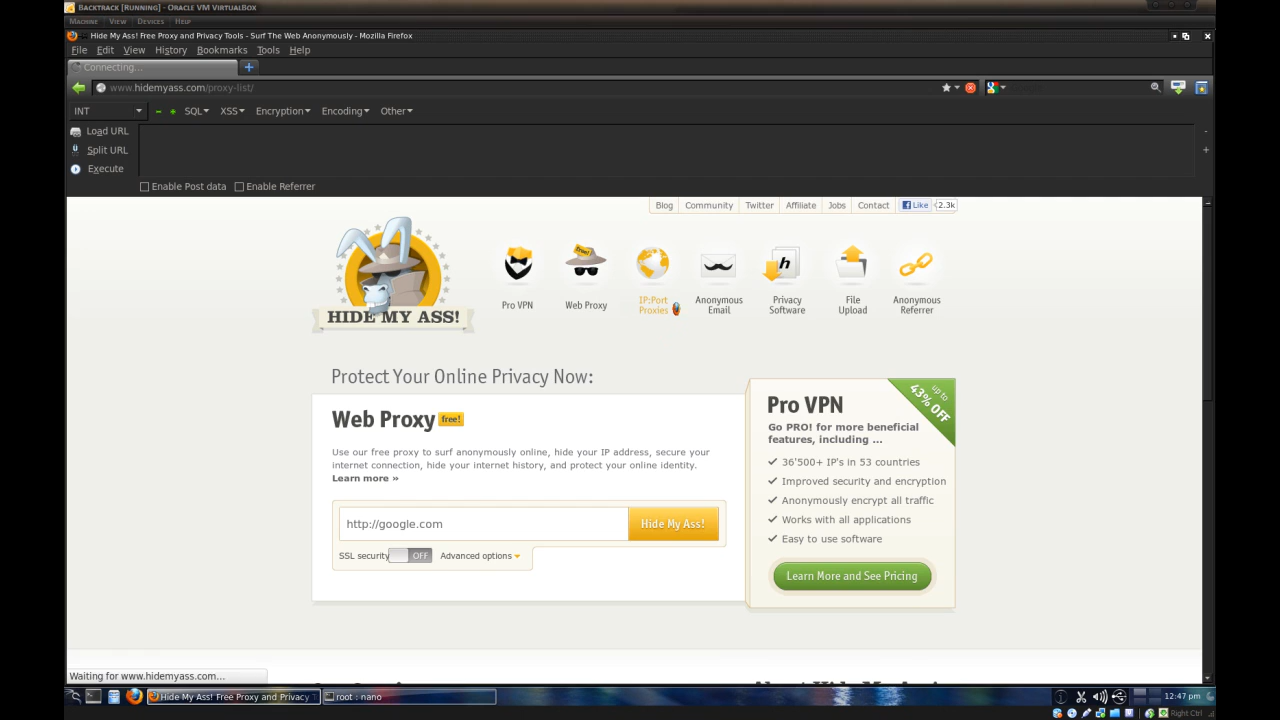 Backtrack [Running] - Oracle VM VirtualBox
Machine View Devices Help
Hide My Ass! Free Proxy and Privacy Tools - Surf The Web Anonymously - Mozilla Firefox
File Edit View History Bookmarks Tools Help
Connecting...
www.hidemyass.com/proxy-list/
INT SQL XSS Encryption Encoding Other
Load URL
Split URL
Execute
Enable Post data Enable Referrer
Blog Community Twitter Affiliate Jobs Contact Like 2.3k
HIDE MY ASS!
Pro VPN
Free!
Web Proxy
IP:Port Proxies
Anonymous Email
h
Privacy Software
File Upload
Anonymous Referrer
Protect Your Online Privacy Now:
Web Proxy free!
Use our free proxy to surf anonymously online, hide your IP address, secure your
internet connection, hide your internet history, and protect your online identity.
Learn more »
http://google.com Hide My Ass!
SSL security OFF Advanced options
Pro VPN
up to
43% OFF
Go PRO! for more beneficial
features, including ...
36'500+ IP's in 53 countries
Improved security and encryption
Anonymously encrypt all traffic
Works with all applications
Easy to use software
Learn More and See Pricing
Waiting for www.hidemyass.com...
Hide My Ass! Free Proxy and Privacy T
root : nano
12:47 pm
Right Ctrl